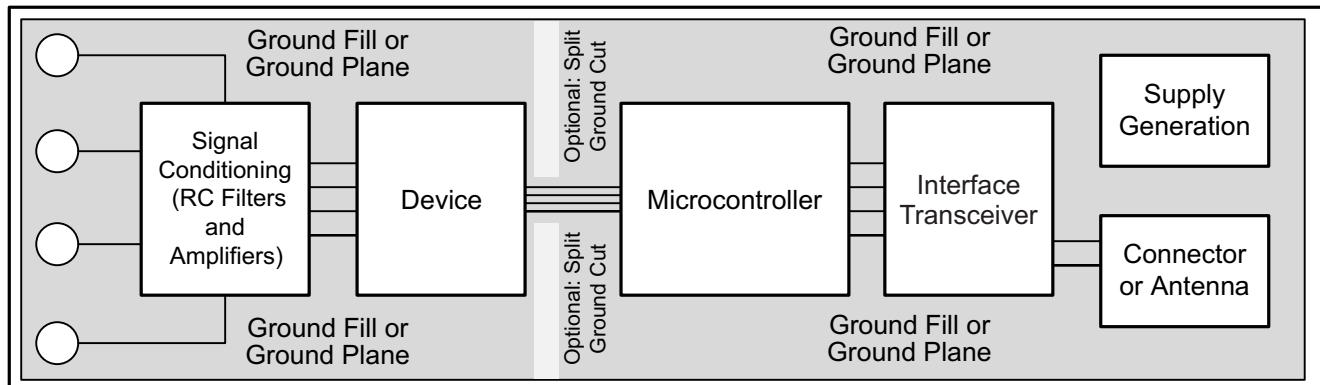 Ground Fill or
Ground Plane
Optional: Split
Ground Cut
Ground Fill or
Ground Plane
Supply
Generation
Signal
Conditioning
(RC Filters
and
Amplifiers)
Device
Microcontroller
Interface
Transceiver
Connector
or Antenna
Ground Fill or
Ground Plane
Optional: Split
Ground Cut
Ground Fill or
Ground Plane